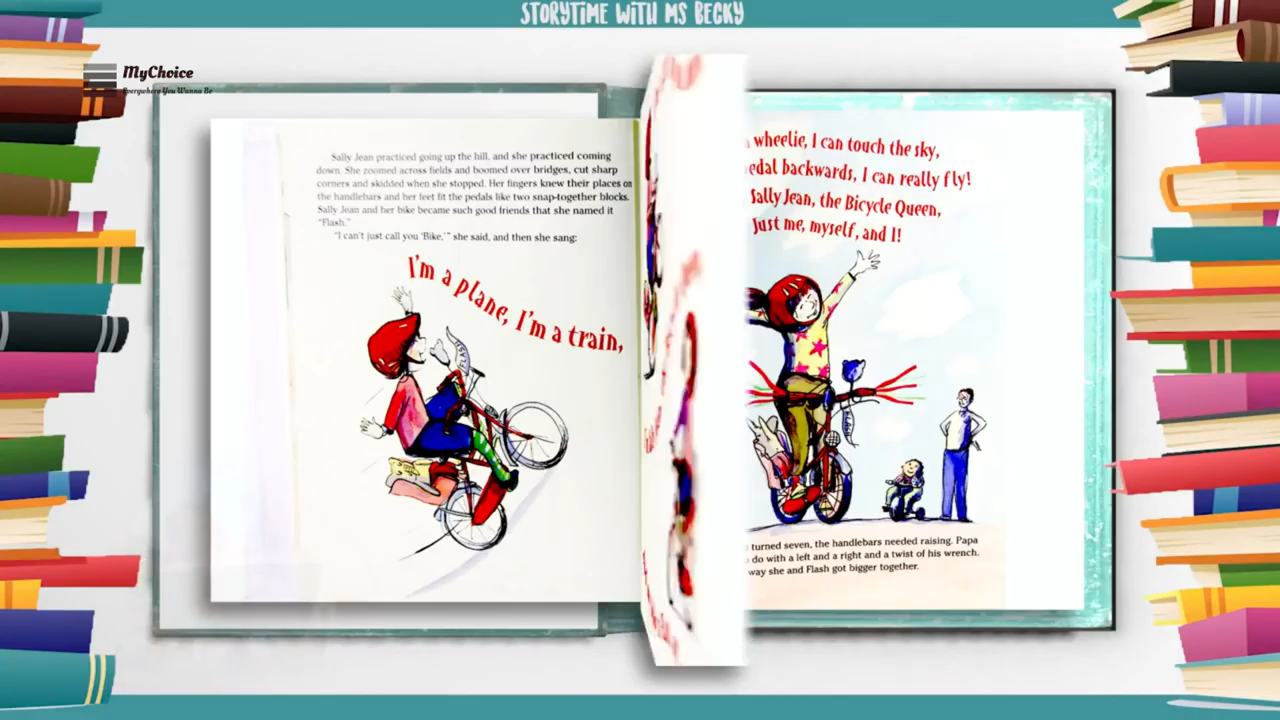 STORYTIME WITH MS BECKY
MyChoice
Everywhere You Wanna Be
Sally Jean practiced going up the hill, and she practiced coming
down. She zoomed across fields and boomed over bridges, cut sharp
corners and skidded when she stopped. Her fingers knew their places on
the handlebars and her feet fit the pedals like two snap-together blocks.
Sally Jean and her bike became such good friends that she named it
"Flash."
"I can't just call you 'Bike,'" she said, and then she sang:
I'm a plane, I'm a train,
wheelie, I can touch the sky,
edal backwards, I can really fly!
Sally Jean, the Bicycle Queen,
Just me, myself, and I!
turned seven, the handlebars needed raising. Papa
do with a left and a right and a twist of his wrench.
way she and Flash got bigger together.